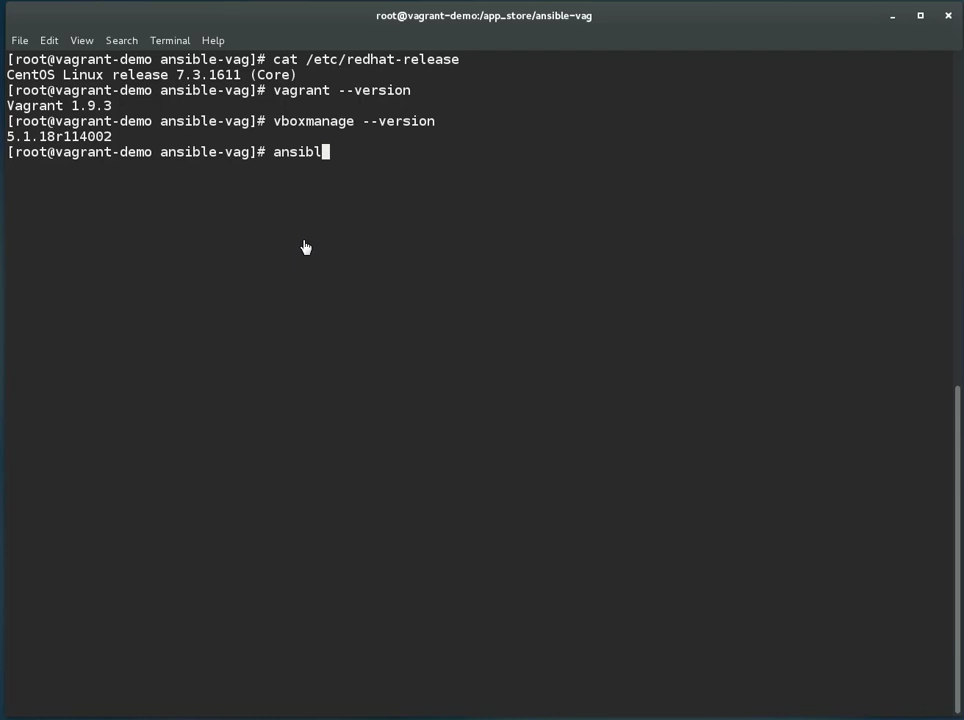 root@vagrant-demo:/app_store/ansible-vag
File Edit View Search Terminal Help
[root@vagrant-demo ansible-vag]# cat /etc/redhat-release
CentOS Linux release 7.3.1611 (Core)
[root@vagrant-demo ansible-vag]# vagrant --version
Vagrant 1.9.3
[root@vagrant-demo ansible-vag]# vboxmanage --version
5.1.18r114002
[root@vagrant-demo ansible-vag]# ansibl